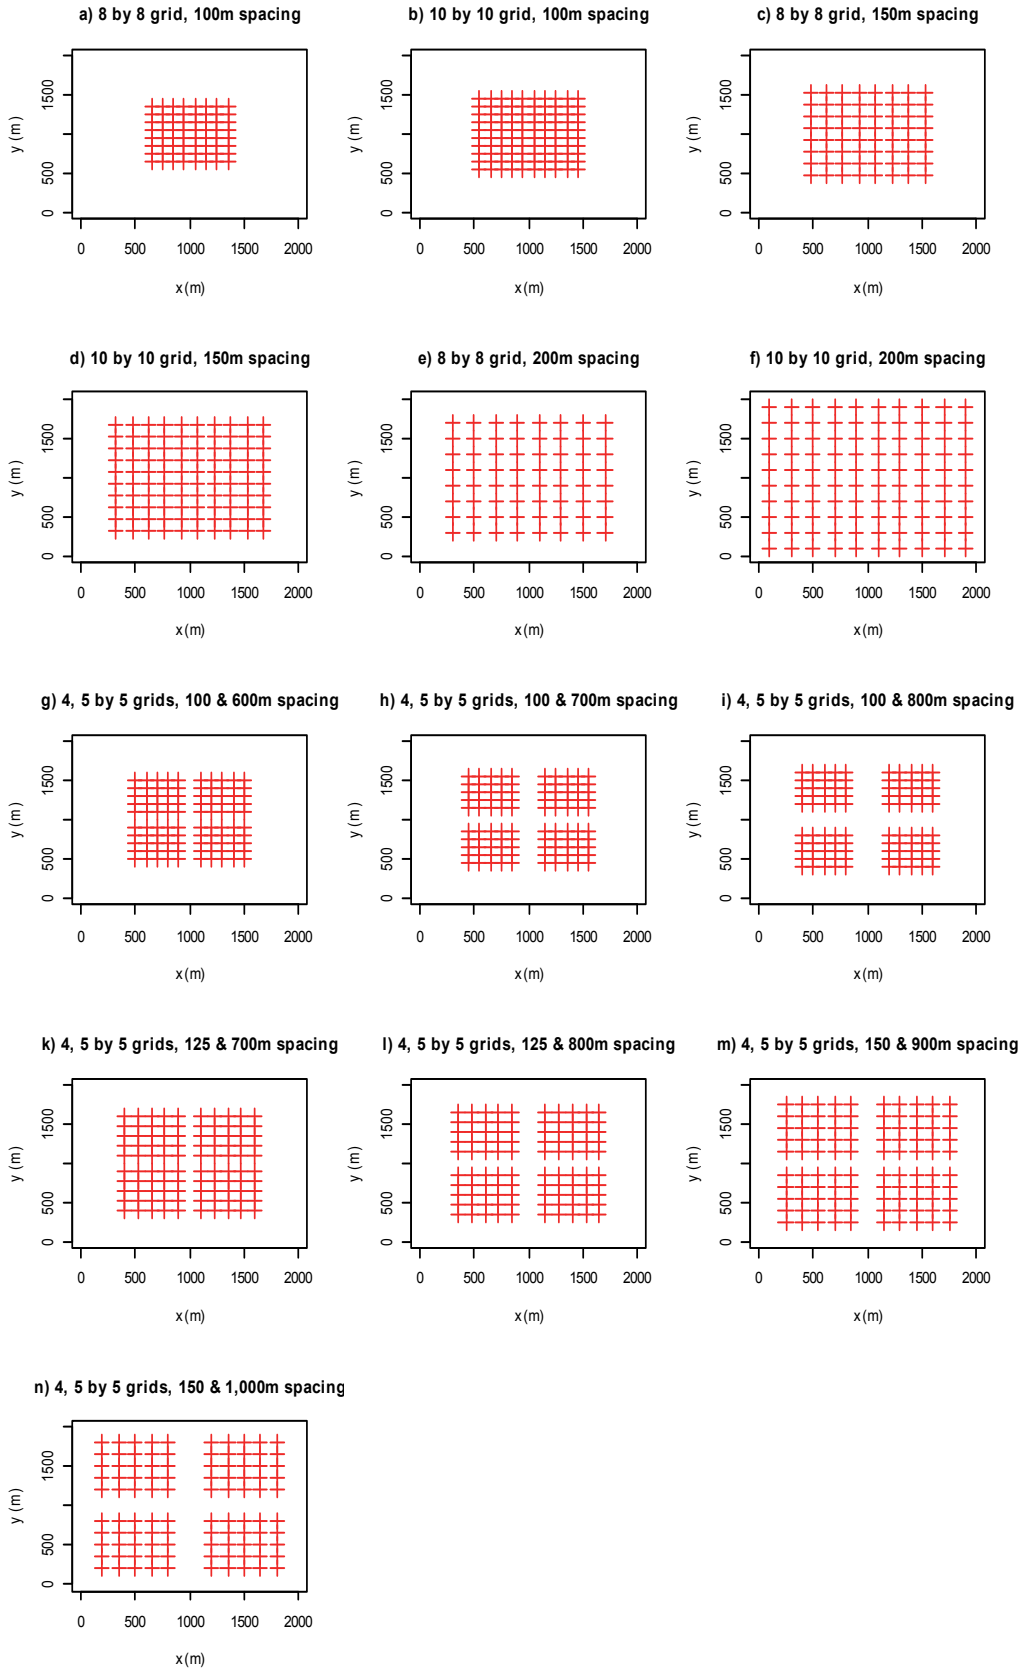 a) 8 by 8 grid, 100m spacing
b) 10 by 10 grid, 100m spacing
c) 8 by 8 grid, 150m spacing
y (m)
1500
500
0
0 500 1000 1500 2000
x (m)
y (m)
1500
500
0
0 500 1000 1500 2000
x (m)
y (m)
1500
500
0
0 500 1000 1500 2000
x (m)
d) 10 by 10 grid, 150m spacing
e) 8 by 8 grid, 200m spacing
f) 10 by 10 grid, 200m spacing
y (m)
1500
500
0
0 500 1000 1500 2000
x (m)
y (m)
1500
500
0
0 500 1000 1500 2000
x (m)
y (m)
1500
500
0
0 500 1000 1500 2000
x (m)
g) 4, 5 by 5 grids, 100 & 600m spacing
h) 4, 5 by 5 grids, 100 & 700m spacing
i) 4, 5 by 5 grids, 100 & 800m spacing
y (m)
1500
500
0
0 500 1000 1500 2000
x (m)
y (m)
1500
500
0
0 500 1000 1500 2000
x (m)
y (m)
1500
500
0
0 500 1000 1500 2000
x (m)
k) 4, 5 by 5 grids, 125 & 700m spacing
l) 4, 5 by 5 grids, 125 & 800m spacing
m) 4, 5 by 5 grids, 150 & 900m spacing
y (m)
1500
500
0
0 500 1000 1500 2000
x (m)
y (m)
1500
500
0
0 500 1000 1500 2000
x (m)
y (m)
1500
500
0
0 500 1000 1500 2000
x (m)
n) 4, 5 by 5 grids, 150 & 1,000m spacing
y (m)
1500
500
0
0 500 1000 1500 2000
x (m)